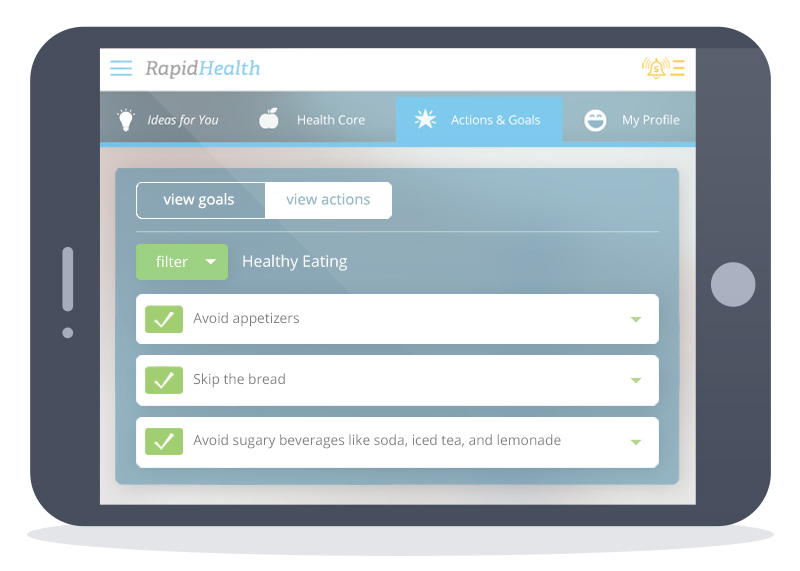 RapidHealth
Ideas for You
Health Core
Actions & Goals
My Profile
view goals
view actions
filter
Healthy Eating
Avoid appetizers
Skip the bread
Avoid sugary beverages like soda, iced tea, and lemonade